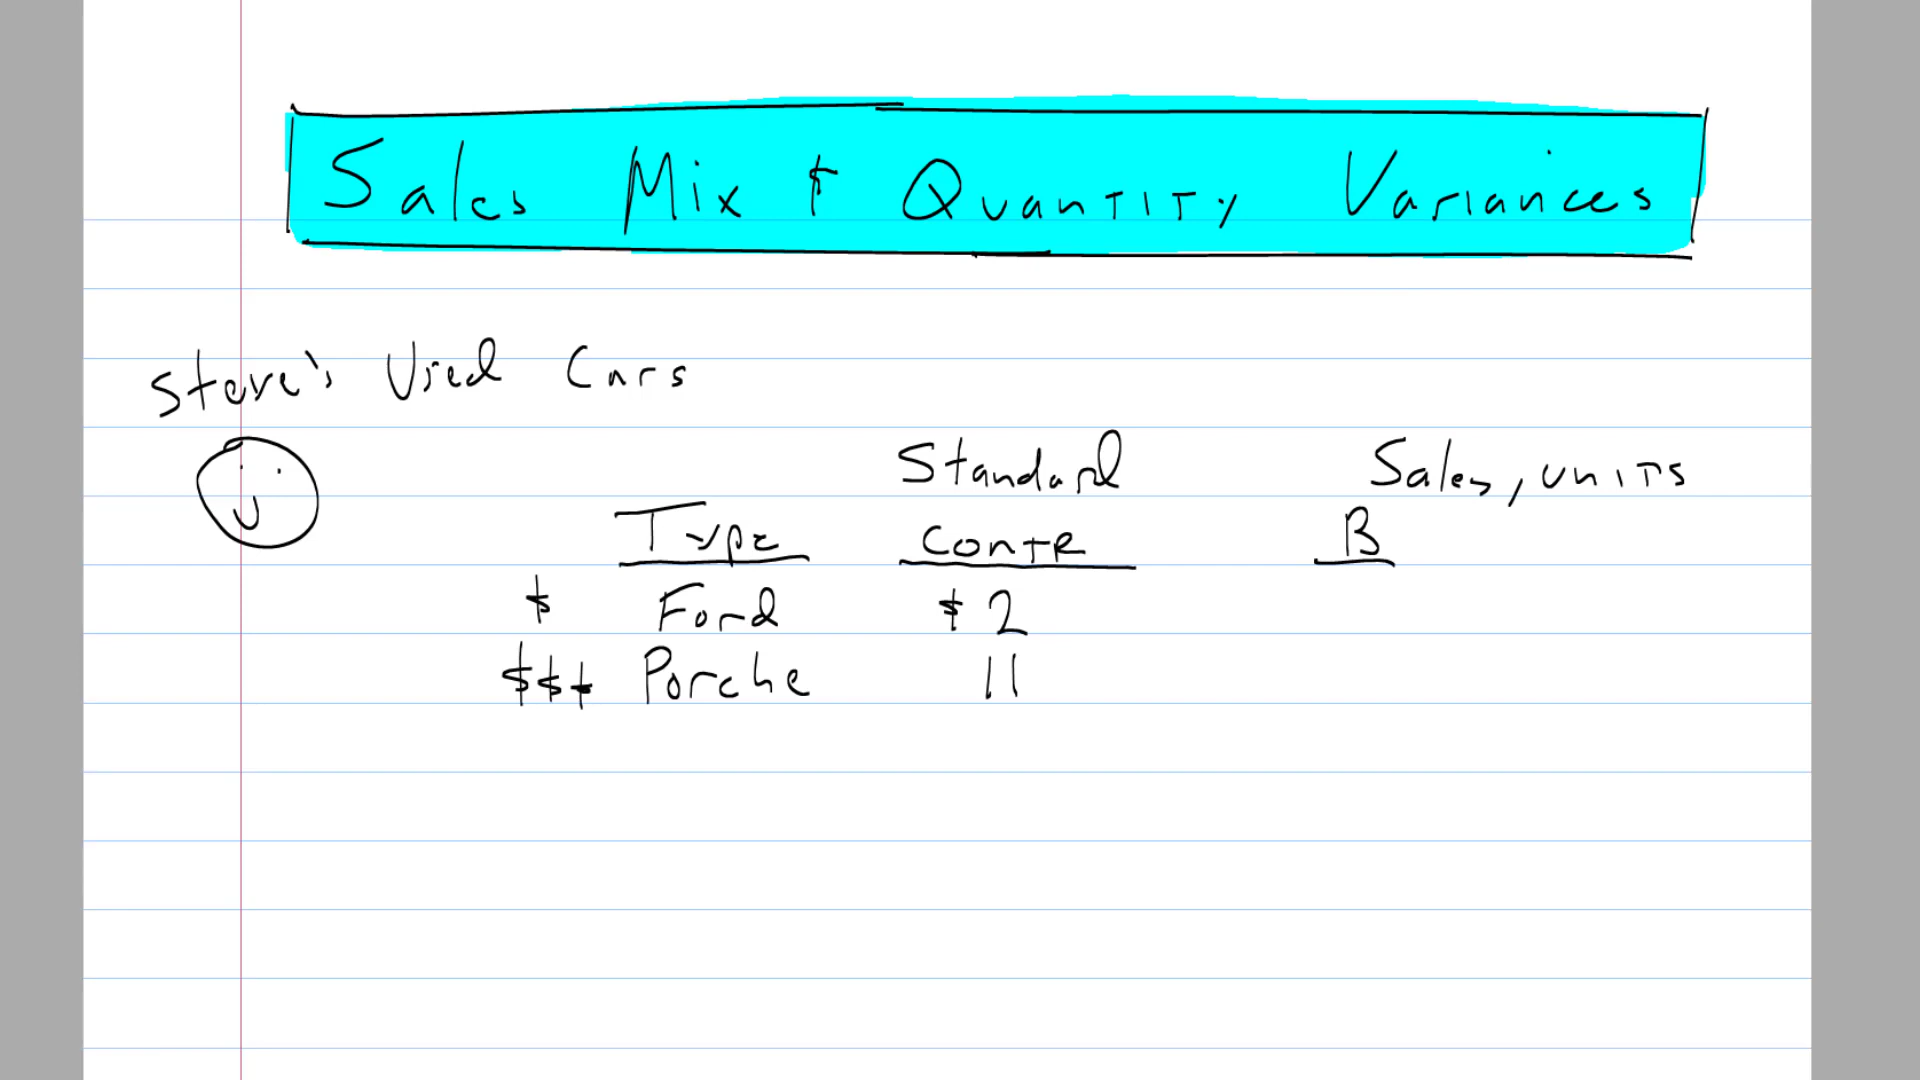 Sales Mix & Quantity Variances
Steve's Used Cars
Standard Sales, units
Type Contr B
$ Ford $2
$$$ Porche 11